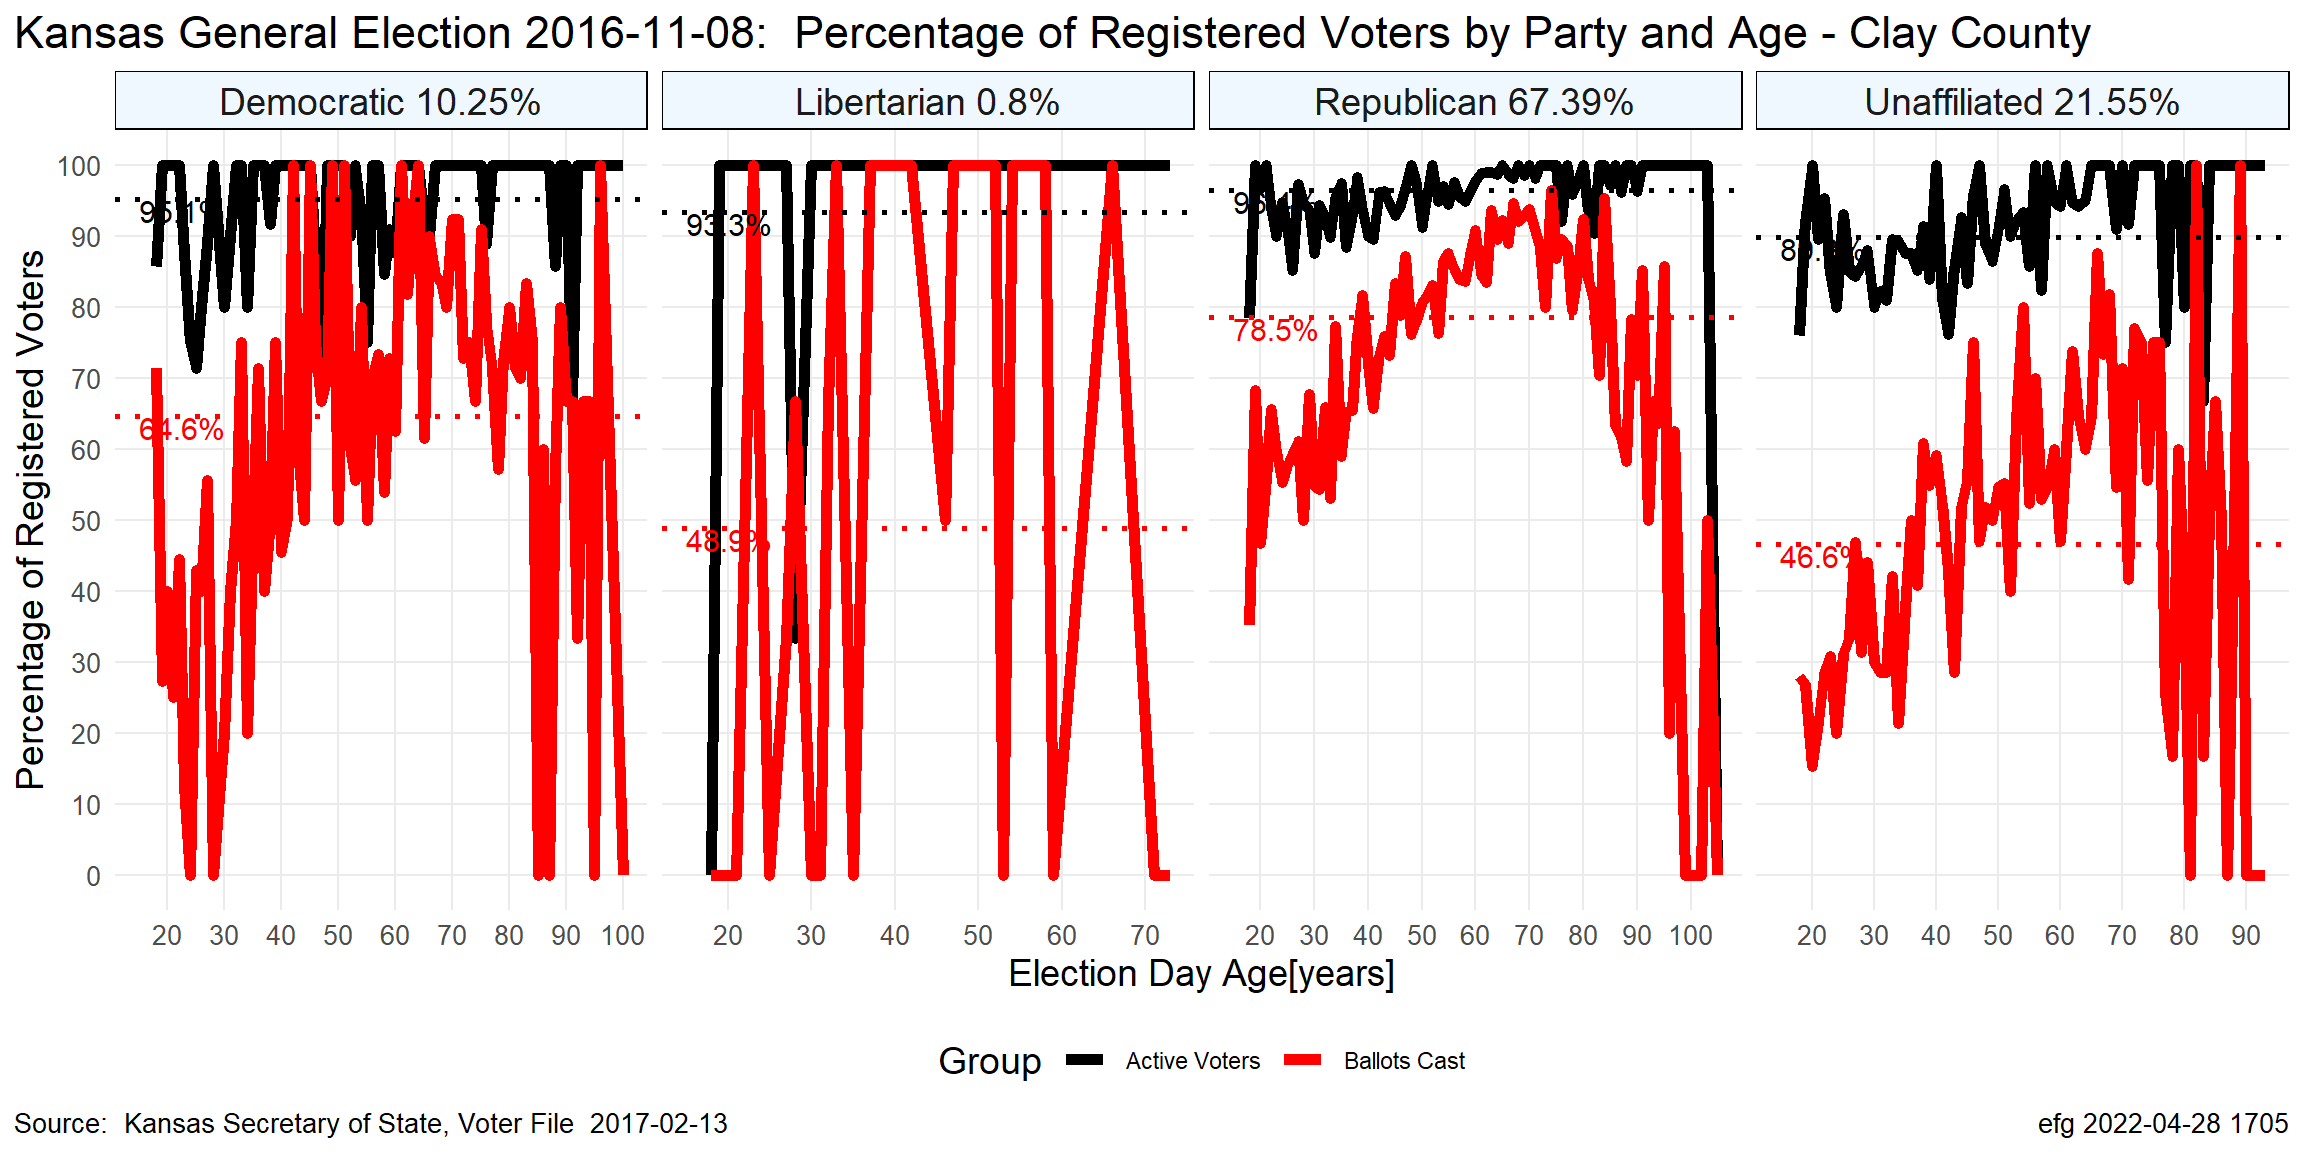 Kansas General Election 2016-11-08:  Percentage of Registered Voters by Party and Age - Clay County
Democratic 10.25%
Libertarian 0.8%
Republican 67.39%
Unaffiliated 21.55%
Percentage of Registered Voters
100
90
80
70
60
50
40
30
20
10
0
95.1%
64.6%
93.3%
48.9%
78.5%
46.6%
20 30 40 50 60 70 80 90 100
20 30 40 50 60 70
20 30 40 50 60 70 80 90 100
20 30 40 50 60 70 80 90
Election Day Age[years]
Group Active Voters Ballots Cast
Source:  Kansas Secretary of State, Voter File  2017-02-13
efg 2022-04-28 1705